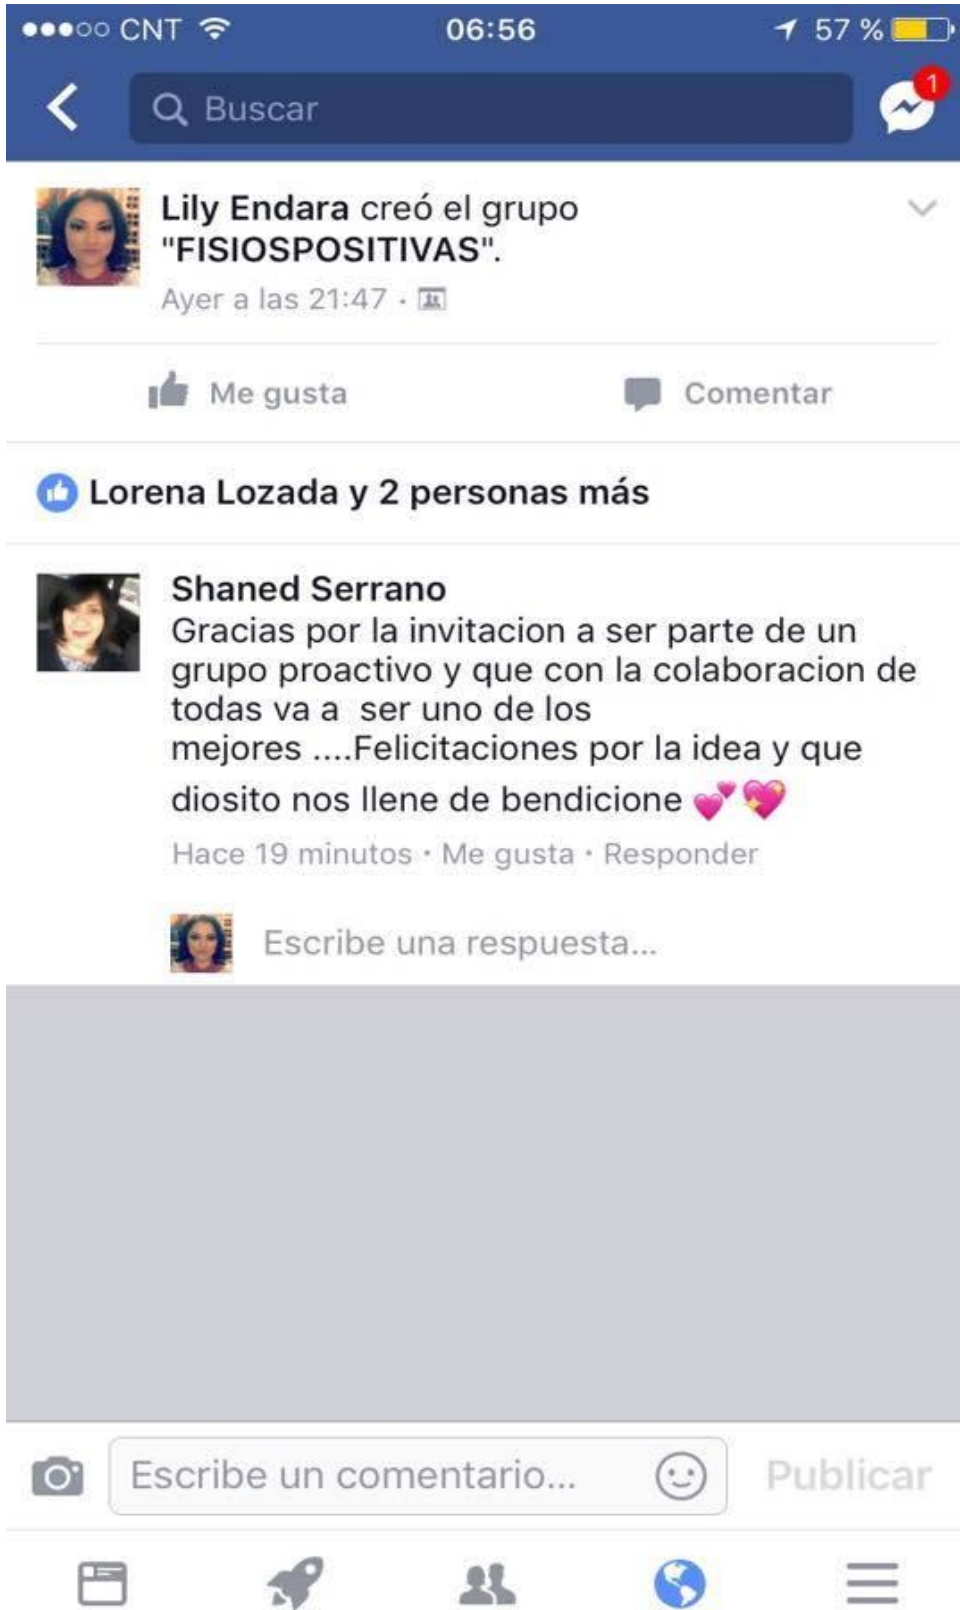 CNT 06:56 57 %
Buscar
1
Lily Endara creó el grupo
"FISIOSPOSITIVAS".
Ayer a las 21:47 ·
Me gusta Comentar
Lorena Lozada y 2 personas más
Shaned Serrano
Gracias por la invitacion a ser parte de un
grupo proactivo y que con la colaboracion de
todas va a  ser uno de los
mejores ....Felicitaciones por la idea y que
diosito nos llene de bendicione 💕💖
Hace 19 minutos · Me gusta · Responder
Escribe una respuesta...
Escribe un comentario... Publicar